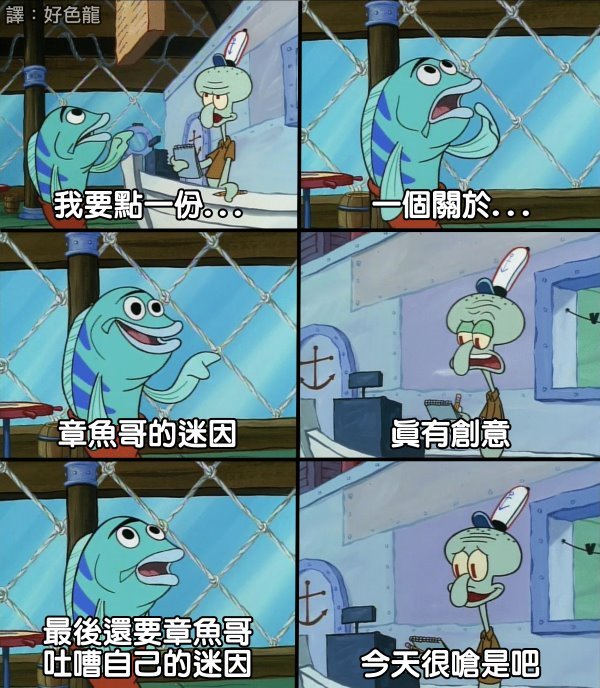 譯：好色龍
我要點一份...
一個關於...
章魚哥的迷因
真有創意
最後還要章魚哥
吐嘈自己的迷因
今天很嗆是吧